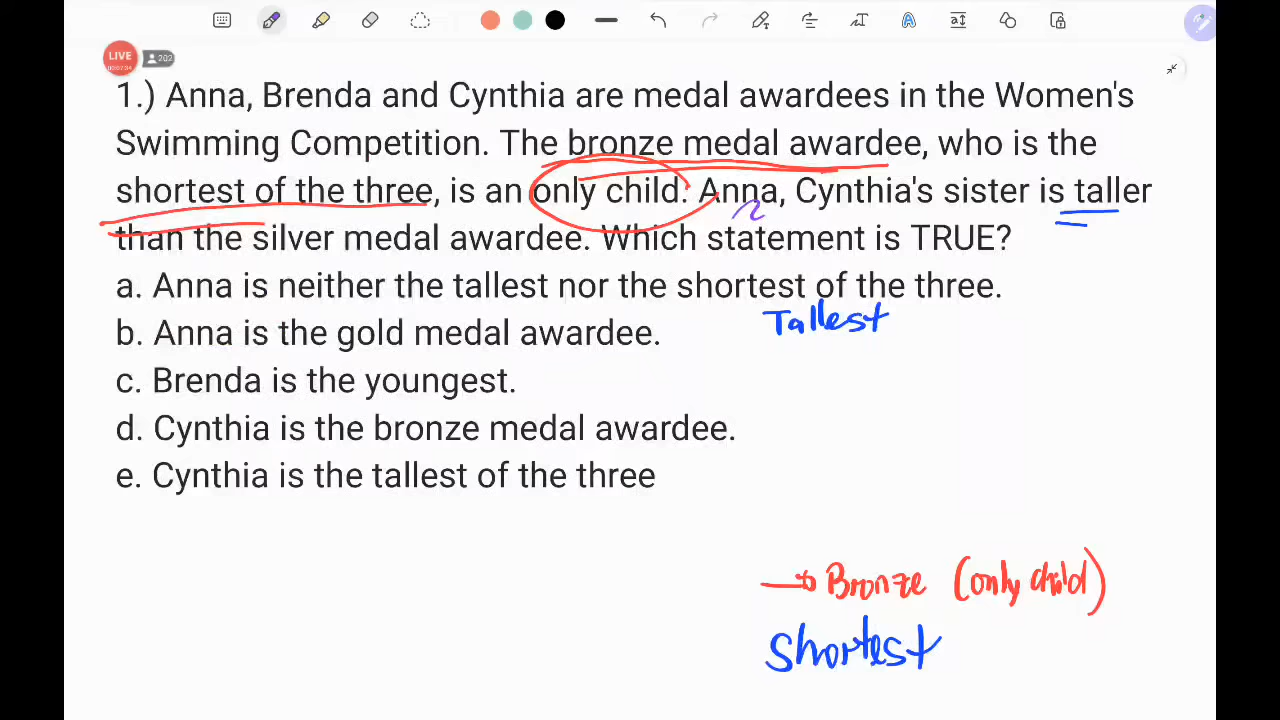 LIVE
202
1.) Anna, Brenda and Cynthia are medal awardees in the Women's
Swimming Competition. The bronze medal awardee, who is the
shortest of the three, is an only child. Anna, Cynthia's sister is taller
than the silver medal awardee. Which statement is TRUE?
a. Anna is neither the tallest nor the shortest of the three.
Tallest
b. Anna is the gold medal awardee.
c. Brenda is the youngest.
d. Cynthia is the bronze medal awardee.
e. Cynthia is the tallest of the three
Bronze (only child)
Shortest